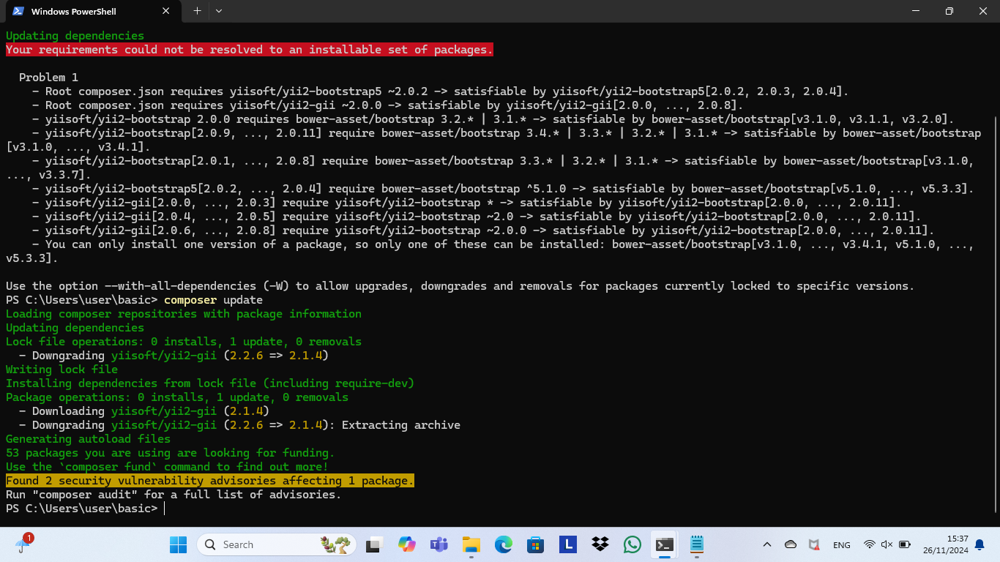 Windows PowerShell
Updating dependencies
Your requirements could not be resolved to an installable set of packages.
Problem 1
- Root composer.json requires yiisoft/yii2-bootstrap5 ~2.0.2 -> satisfiable by yiisoft/yii2-bootstrap5[2.0.2, 2.0.3, 2.0.4].
- Root composer.json requires yiisoft/yii2-gii ~2.0.0 -> satisfiable by yiisoft/yii2-gii[2.0.0, ..., 2.0.8].
- yiisoft/yii2-bootstrap 2.0.0 requires bower-asset/bootstrap 3.2.* | 3.1.* -> satisfiable by bower-asset/bootstrap[v3.1.0, v3.1.1, v3.2.0].
- yiisoft/yii2-bootstrap[2.0.9, ..., 2.0.11] require bower-asset/bootstrap 3.4.* | 3.3.* | 3.2.* | 3.1.* -> satisfiable by bower-asset/bootstrap
[v3.1.0, ..., v3.4.1].
- yiisoft/yii2-bootstrap[2.0.1, ..., 2.0.8] require bower-asset/bootstrap 3.3.* | 3.2.* | 3.1.* -> satisfiable by bower-asset/bootstrap[v3.1.0,
..., v3.3.7].
- yiisoft/yii2-bootstrap5[2.0.2, ..., 2.0.4] require bower-asset/bootstrap ^5.1.0 -> satisfiable by bower-asset/bootstrap[v5.1.0, ..., v5.3.3].
- yiisoft/yii2-gii[2.0.0, ..., 2.0.3] require yiisoft/yii2-bootstrap * -> satisfiable by yiisoft/yii2-bootstrap[2.0.0, ..., 2.0.11].
- yiisoft/yii2-gii[2.0.4, ..., 2.0.5] require yiisoft/yii2-bootstrap ~2.0 -> satisfiable by yiisoft/yii2-bootstrap[2.0.0, ..., 2.0.11].
- yiisoft/yii2-gii[2.0.6, ..., 2.0.8] require yiisoft/yii2-bootstrap ~2.0.0 -> satisfiable by yiisoft/yii2-bootstrap[2.0.0, ..., 2.0.11].
- You can only install one version of a package, so only one of these can be installed: bower-asset/bootstrap[v3.1.0, ..., v3.4.1, v5.1.0, ...,
v5.3.3].
Use the option --with-all-dependencies (-W) to allow upgrades, downgrades and removals for packages currently locked to specific versions.
PS C:\Users\user\basic> composer update
Loading composer repositories with package information
Updating dependencies
Lock file operations: 0 installs, 1 update, 0 removals
- Downgrading yiisoft/yii2-gii (2.2.6 => 2.1.4)
Writing lock file
Installing dependencies from lock file (including require-dev)
Package operations: 0 installs, 1 update, 0 removals
- Downloading yiisoft/yii2-gii (2.1.4)
- Downgrading yiisoft/yii2-gii (2.2.6 => 2.1.4): Extracting archive
Generating autoload files
53 packages you are using are looking for funding.
Use the `composer fund` command to find out more!
Found 2 security vulnerability advisories affecting 1 package.
Run "composer audit" for a full list of advisories.
PS C:\Users\user\basic>
1
Search
L
ENG
15:37
26/11/2024